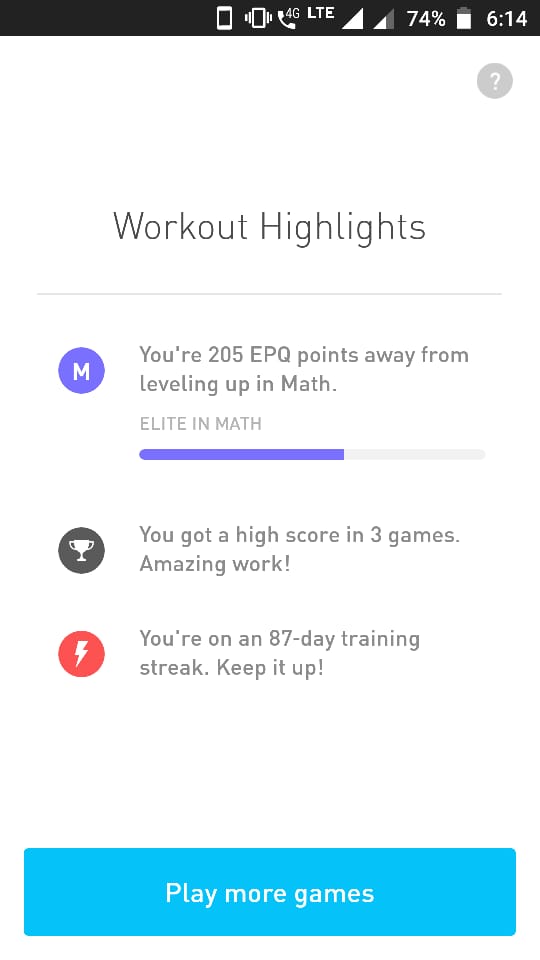 4G LTE 74% 6:14
?
Workout Highlights
M
You're 205 EPQ points away from
leveling up in Math.
ELITE IN MATH
You got a high score in 3 games.
Amazing work!
You're on an 87-day training
streak. Keep it up!
Play more games